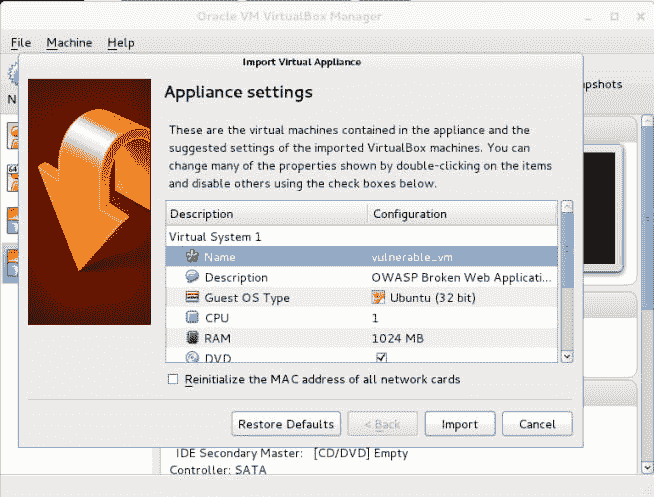 Oracle VM VirtualBox Manager
File Machine Help
Import Virtual Appliance
Appliance settings
These are the virtual machines contained in the appliance and the
suggested settings of the imported VirtualBox machines. You can
change many of the properties shown by double-clicking on the items
and disable others using the check boxes below.
Description Configuration
Virtual System 1
Name vulnerable_vm
Description OWASP Broken Web Applicati...
Guest OS Type Ubuntu (32 bit)
CPU 1
RAM 1024 MB
DVD
Reinitialize the MAC address of all network cards
Restore Defaults < Back Import Cancel
IDE Secondary Master: [CD/DVD] Empty
Controller: SATA